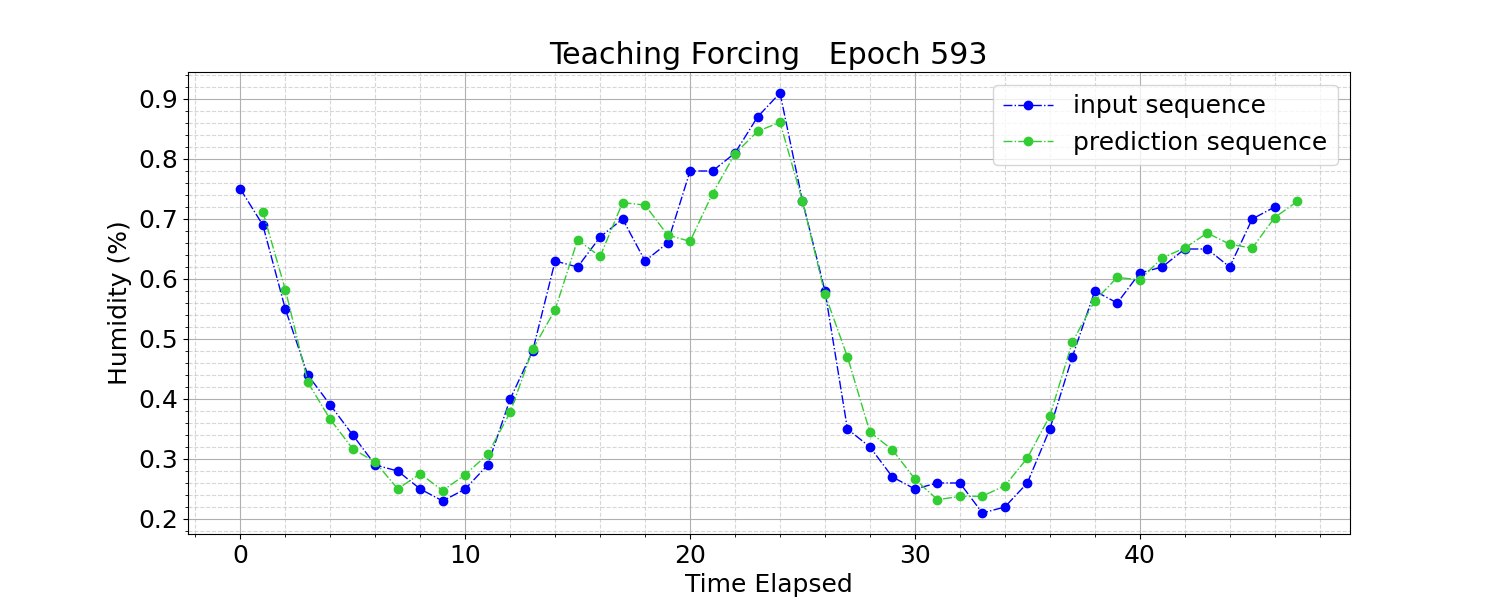 Teaching Forcing   Epoch 593
input sequence
prediction sequence
Humidity (%)
0.9
0.8
0.7
0.6
0.5
0.4
0.3
0.2
0 10 20 30 40
Time Elapsed